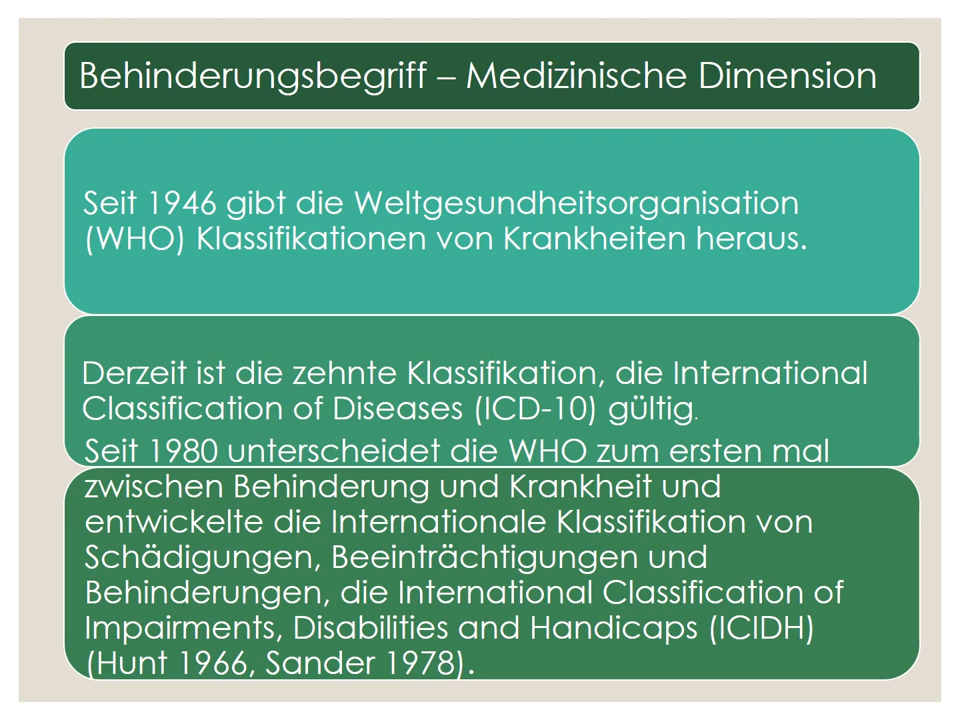 Behinderungsbegriff – Medizinische Dimension
Seit 1946 gibt die Weltgesundheitsorganisation
(WHO) Klassifikationen von Krankheiten heraus.
Derzeit ist die zehnte Klassifikation, die International
Classification of Diseases (ICD-10) gültig.
Seit 1980 unterscheidet die WHO zum ersten mal
zwischen Behinderung und Krankheit und
entwickelte die Internationale Klassifikation von
Schädigungen, Beeinträchtigungen und
Behinderungen, die International Classification of
Impairments, Disabilities and Handicaps (ICIDH)
(Hunt 1966, Sander 1978).